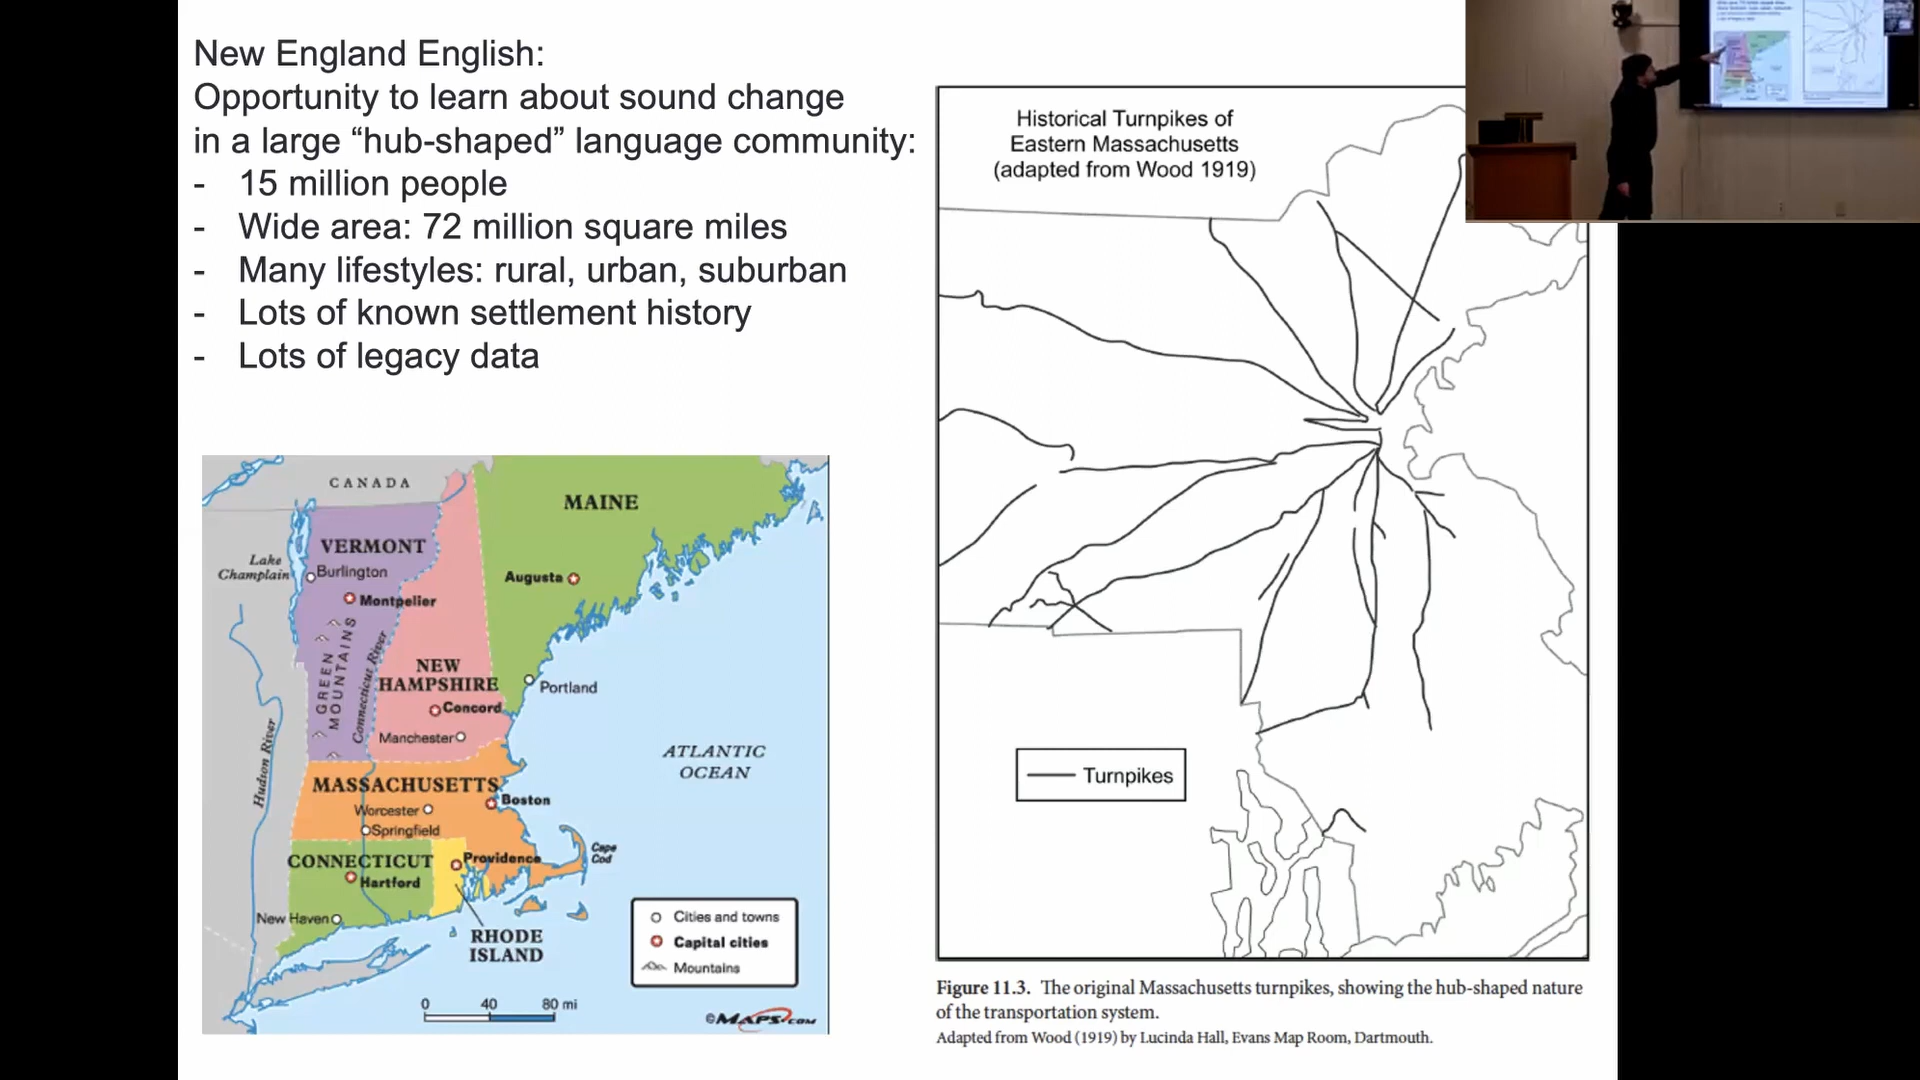 New England English:
Opportunity to learn about sound change
in a large “hub-shaped” language community:
- 15 million people
- Wide area: 72 million square miles
- Many lifestyles: rural, urban, suburban
- Lots of known settlement history
- Lots of legacy data
CANADA
MAINE
VERMONT
Lake
Champlain
Burlington
Augusta
Montpelier
GREEN
MOUNTAINS
Connecticut River
NEW
HAMPSHIRE
Portland
Concord
Hudson River
Manchester
ATLANTIC
OCEAN
MASSACHUSETTS
Boston
Worcester
Springfield
CONNECTICUT
Providence
Cape
Cod
Hartford
New Haven
RHODE
ISLAND
Cities and towns
Capital cities
Mountains
0 40 80 mi
©MAPS.COM
Historical Turnpikes of
Eastern Massachusetts
(adapted from Wood 1919)
Turnpikes
Figure 11.3. The original Massachusetts turnpikes, showing the hub-shaped nature
of the transportation system.
Adapted from Wood (1919) by Lucinda Hall, Evans Map Room, Dartmouth.